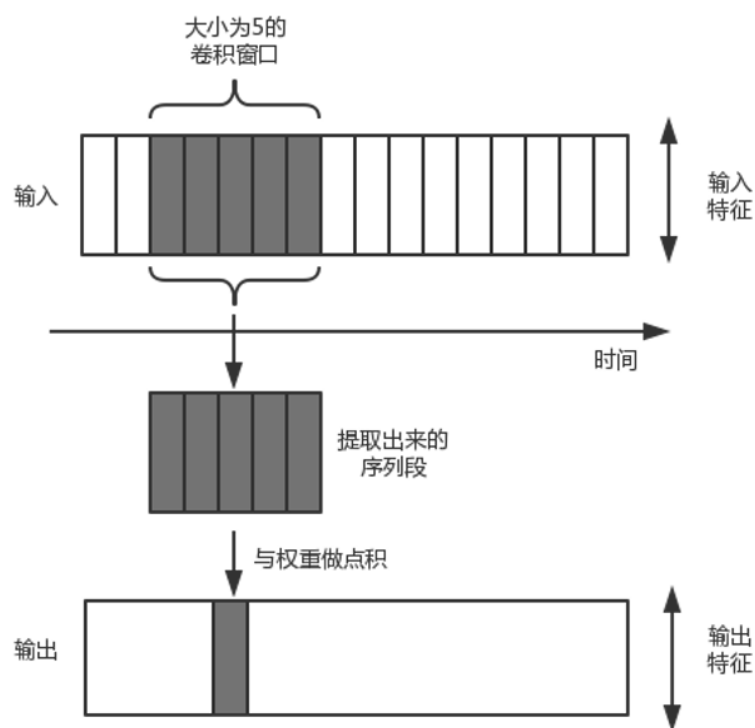 大小为5的
卷积窗口
输入
输入
特征
时间
提取出来的
序列段
与权重做点积
输出
输出
特征